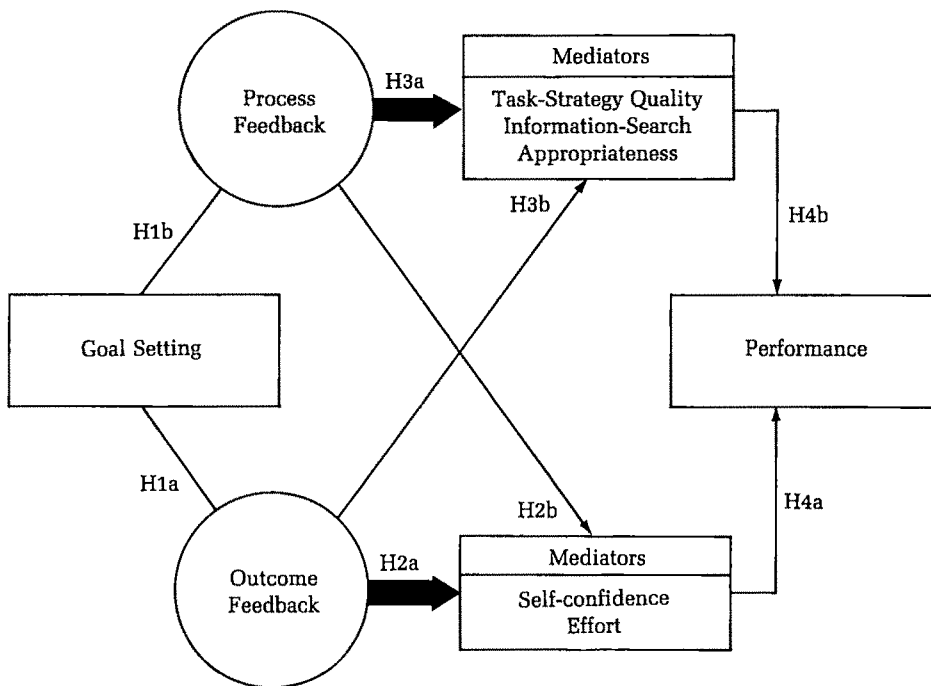 Process
Feedback
H3a
Mediators
Task-Strategy Quality
Information-Search
Appropriateness
H3b
H1b
H4b
Goal Setting
Performance
H1a
H2b
H4a
Outcome
Feedback
H2a
Mediators
Self-confidence
Effort